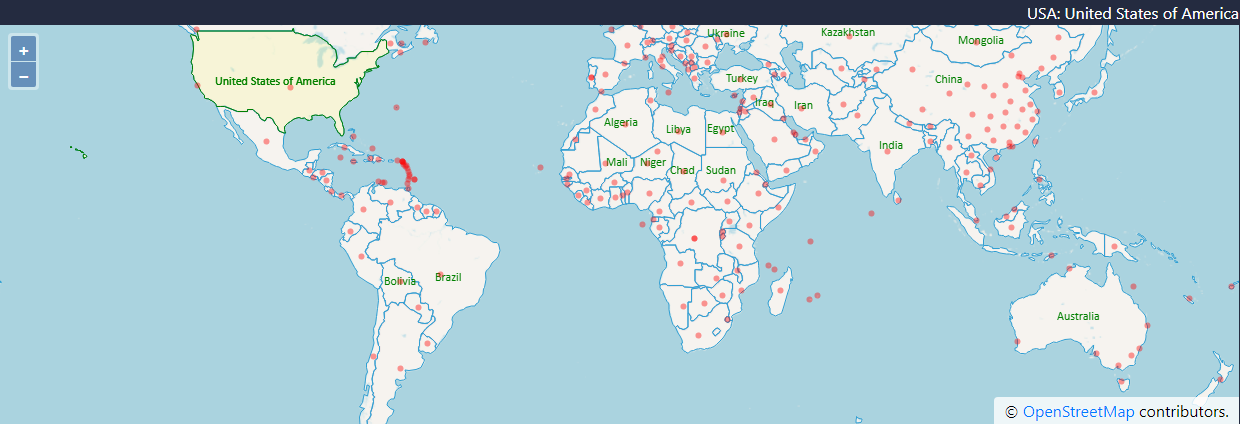 USA: United States of America
+
−
Ukraine
Kazakhstan
Mongolia
United States of America
Turkey
China
Iraq
Iran
Algeria
Libya
Egypt
India
Mali
Niger
Chad
Sudan
Bolivia
Brazil
Australia
© OpenStreetMap contributors.